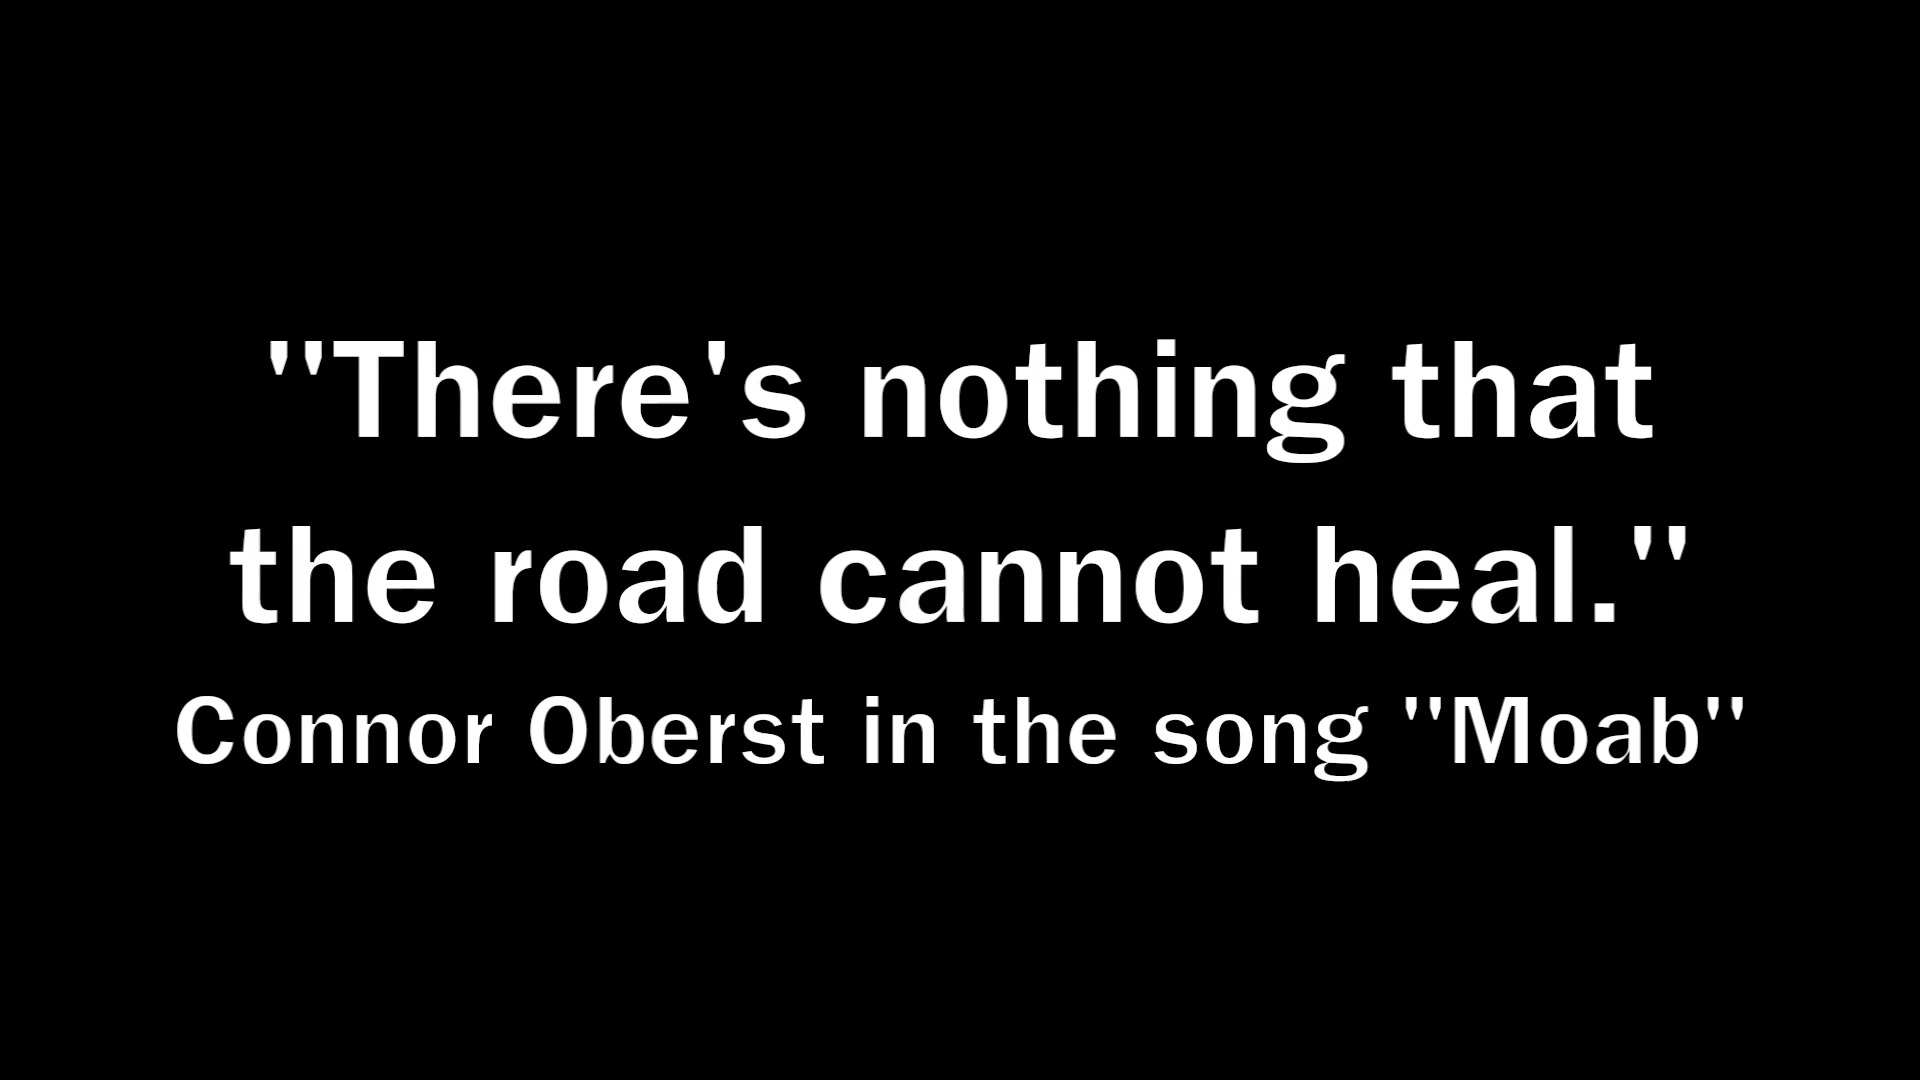 "There's nothing that
the road cannot heal."
Connor Oberst in the song "Moab"